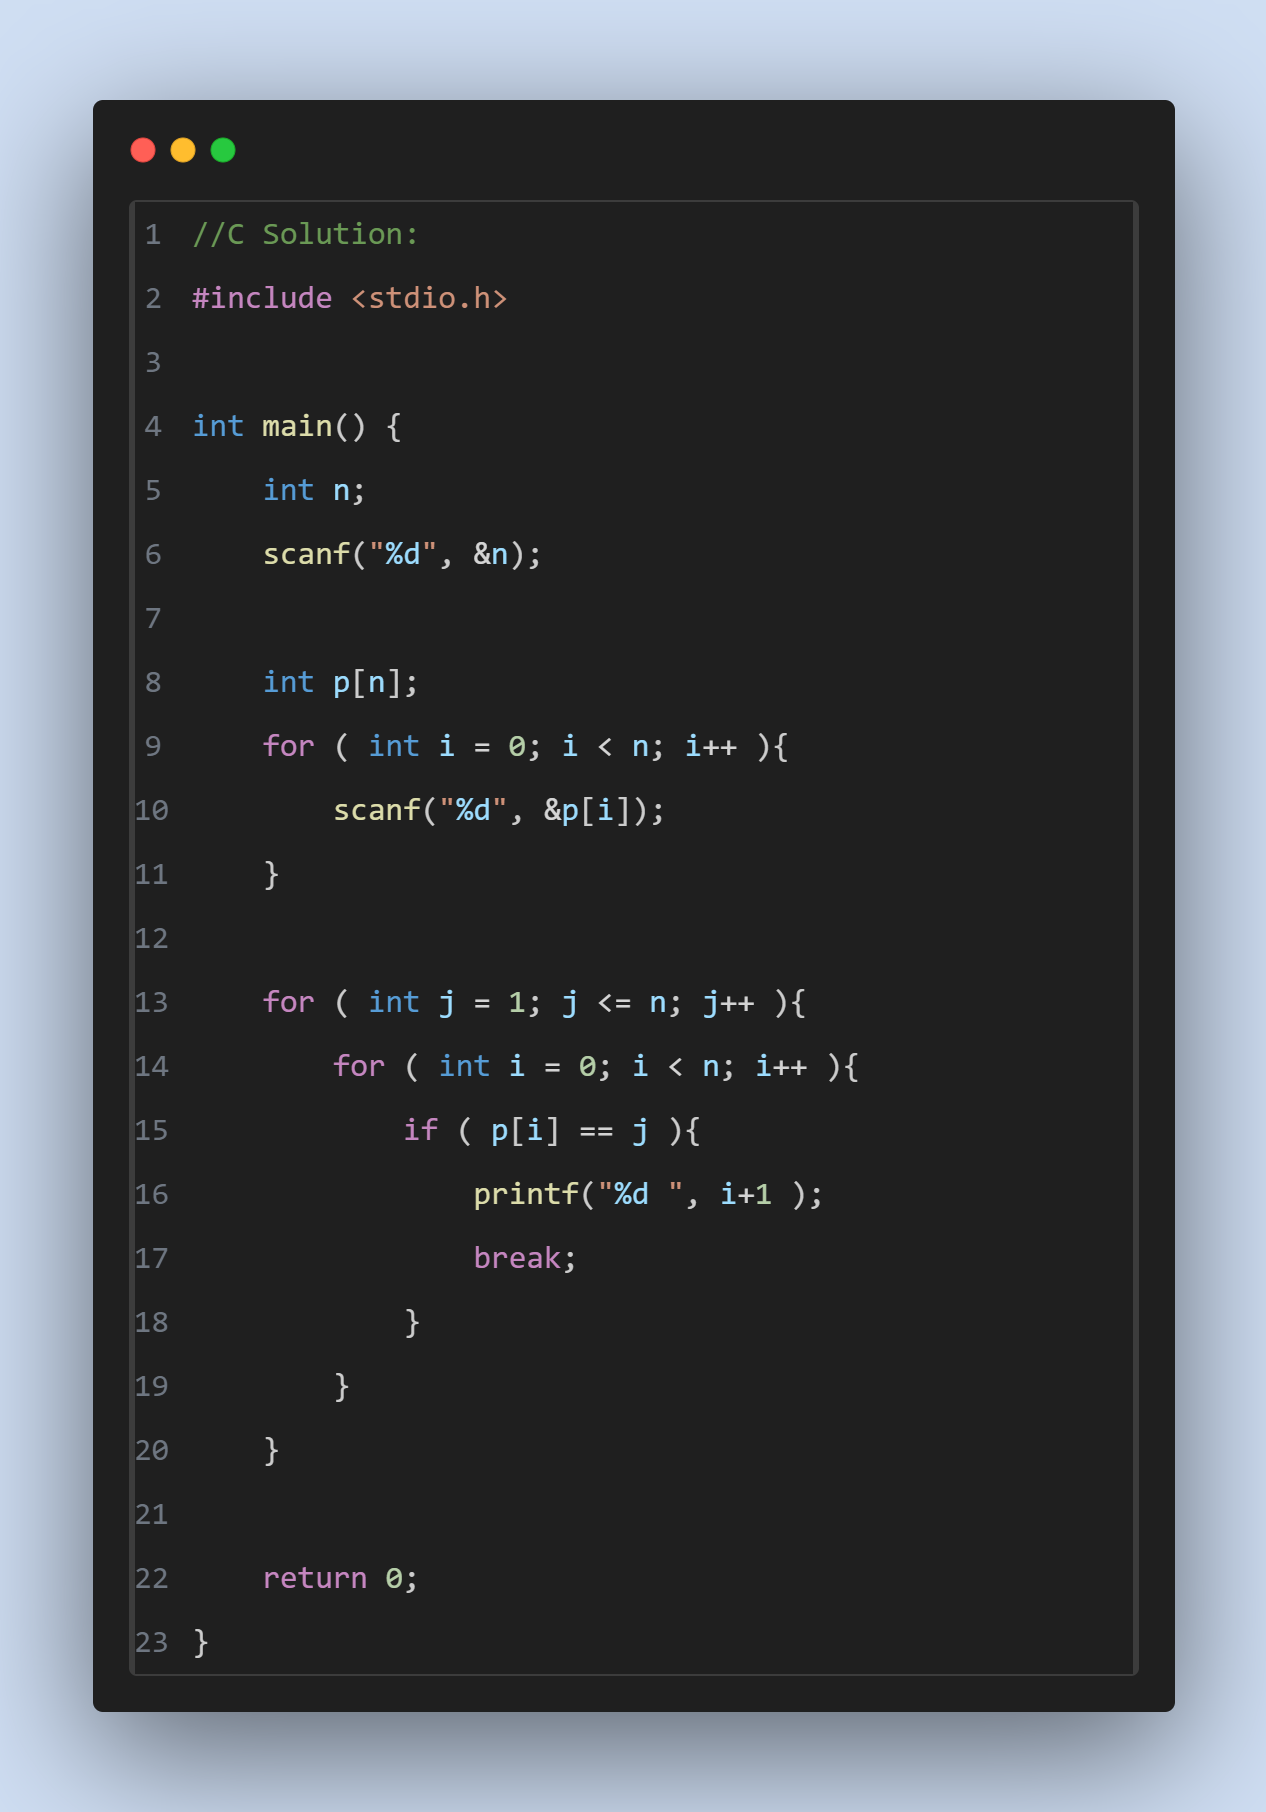 1 //C Solution:
2 #include <stdio.h>
3
4 int main() {
5     int n;
6     scanf("%d", &n);
7
8     int p[n];
9     for ( int i = 0; i < n; i++ ){
10         scanf("%d", &p[i]);
11     }
12
13     for ( int j = 1; j <= n; j++ ){
14         for ( int i = 0; i < n; i++ ){
15             if ( p[i] == j ){
16                 printf("%d ", i+1 );
17                 break;
18             }
19         }
20     }
21
22     return 0;
23 }